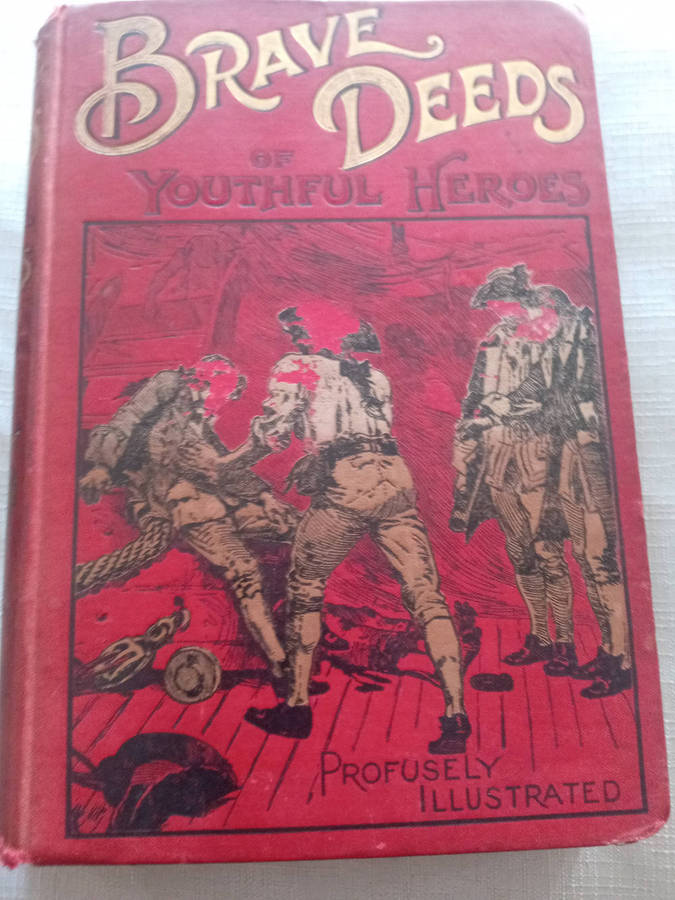 BRAVE
DEEDS
OF
YOUTHFUL HEROES
PROFUSELY
ILLUSTRATED